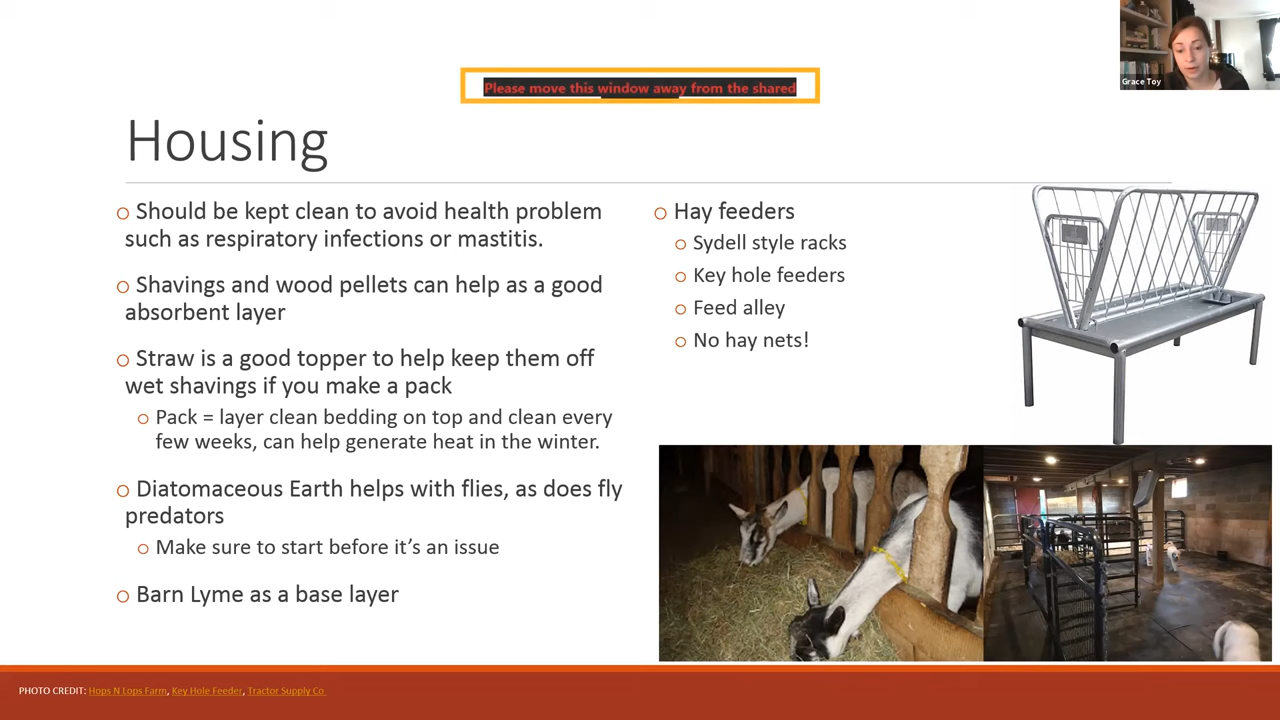 Grace Toy
Please move this window away from the shared
Housing
Should be kept clean to avoid health problem
such as respiratory infections or mastitis.
Shavings and wood pellets can help as a good
absorbent layer
Straw is a good topper to help keep them off
wet shavings if you make a pack
Pack = layer clean bedding on top and clean every
few weeks, can help generate heat in the winter.
Diatomaceous Earth helps with flies, as does fly
predators
Make sure to start before it’s an issue
Barn Lyme as a base layer
Hay feeders
Sydell style racks
Key hole feeders
Feed alley
No hay nets!
PHOTO CREDIT: Hops N Lops Farm, Key Hole Feeder, Tractor Supply Co